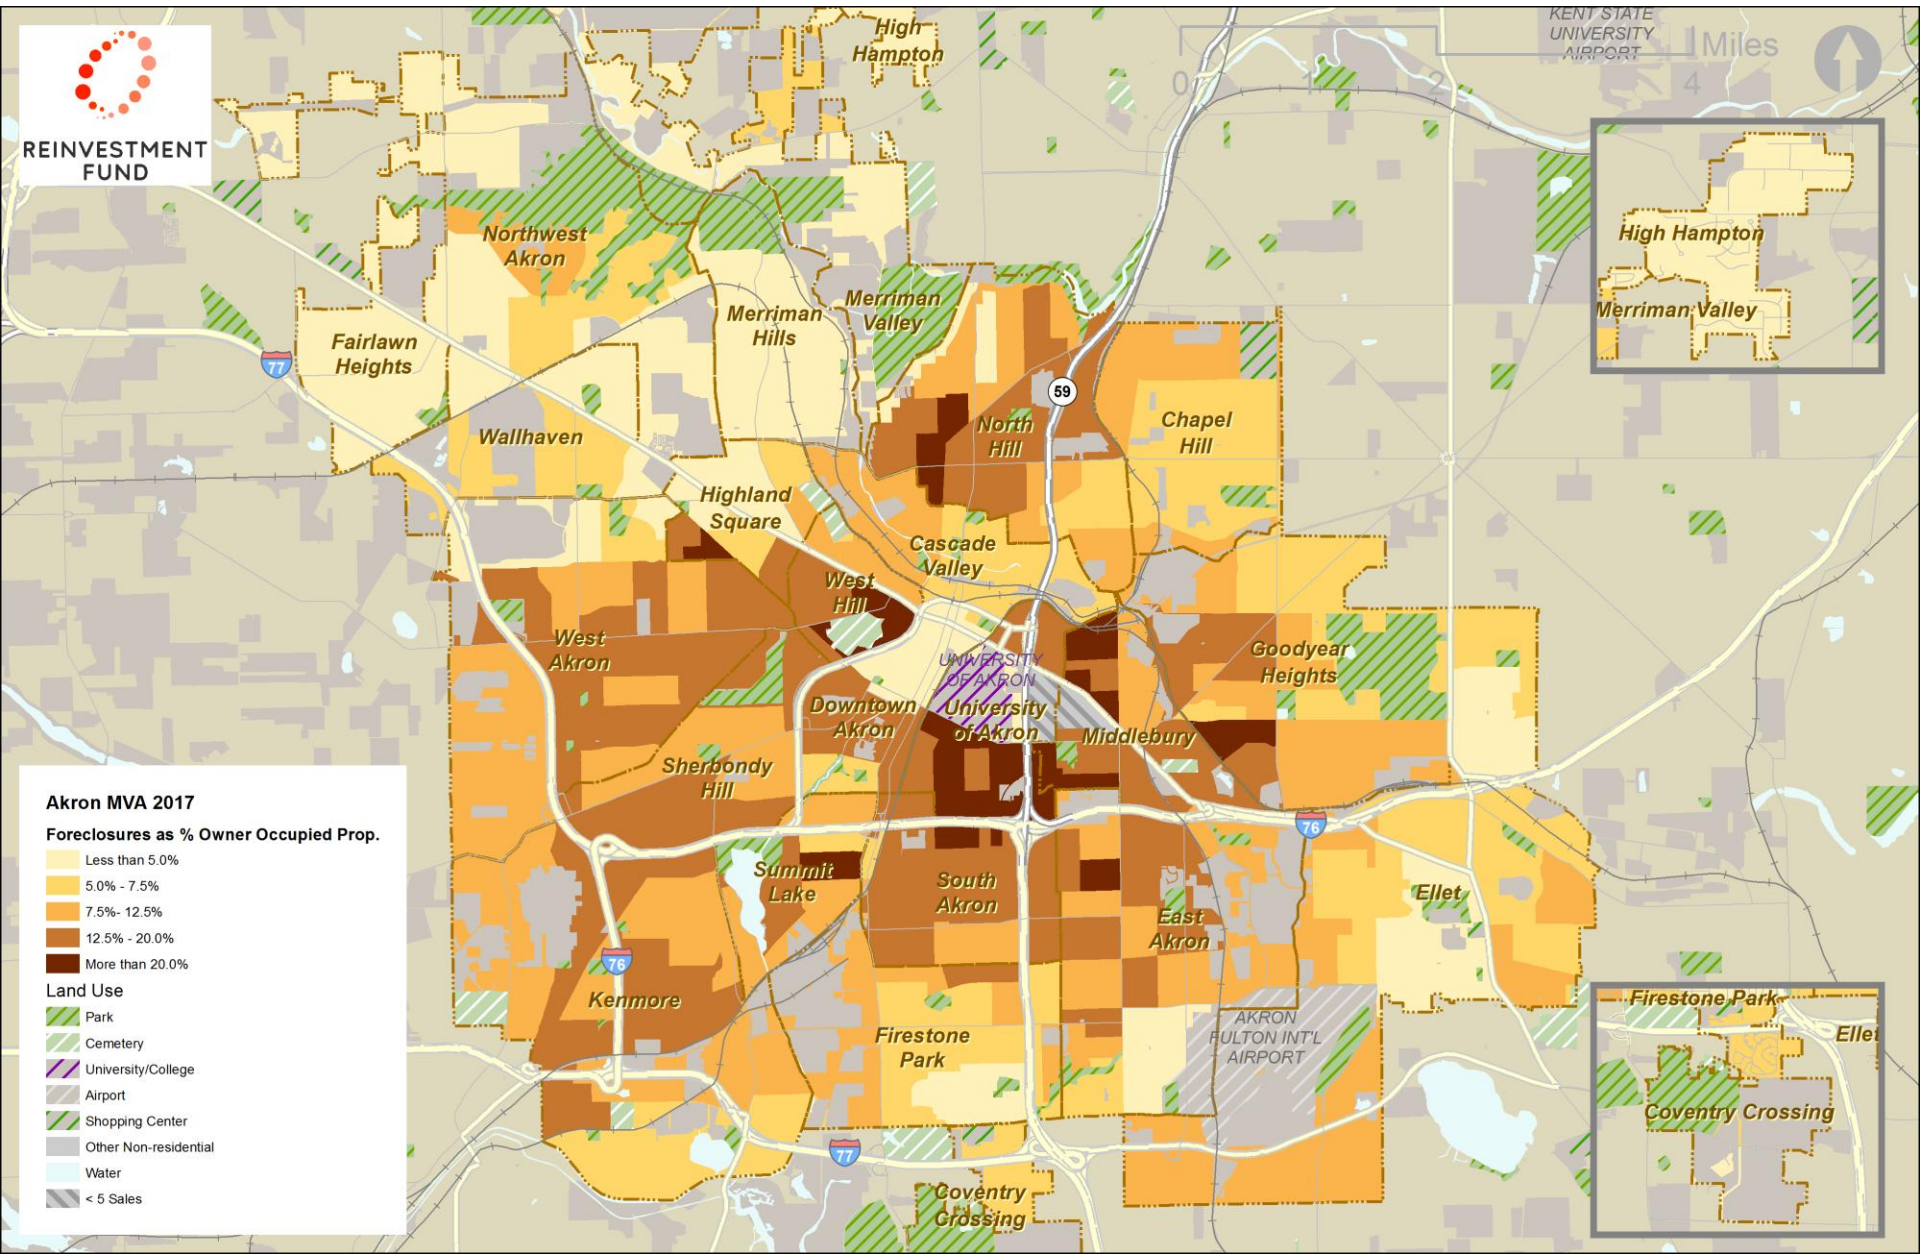 REINVESTMENT
FUND
High
Hampton
KENT STATE
UNIVERSITY
AIRPORT
Miles
0
1
2
4
High Hampton
Merriman Valley
Northwest
Akron
Merriman
Hills
Merriman
Valley
Fairlawn
Heights
77
59
Wallhaven
North
Hill
Chapel
Hill
Highland
Square
Cascade
Valley
West
Hill
West
Akron
Goodyear
Heights
UNIVERSITY
OF AKRON
Downtown
Akron
University
of Akron
Middlebury
Sherbondy
Hill
76
Summit
Lake
South
Akron
East
Akron
Ellet
76
Kenmore
Firestone
Park
AKRON
FULTON INT'L
AIRPORT
77
Coventry
Crossing
Firestone Park
Ellet
Coventry Crossing
Akron MVA 2017
Foreclosures as % Owner Occupied Prop.
Less than 5.0%
5.0% - 7.5%
7.5%- 12.5%
12.5% - 20.0%
More than 20.0%
Land Use
Park
Cemetery
University/College
Airport
Shopping Center
Other Non-residential
Water
< 5 Sales